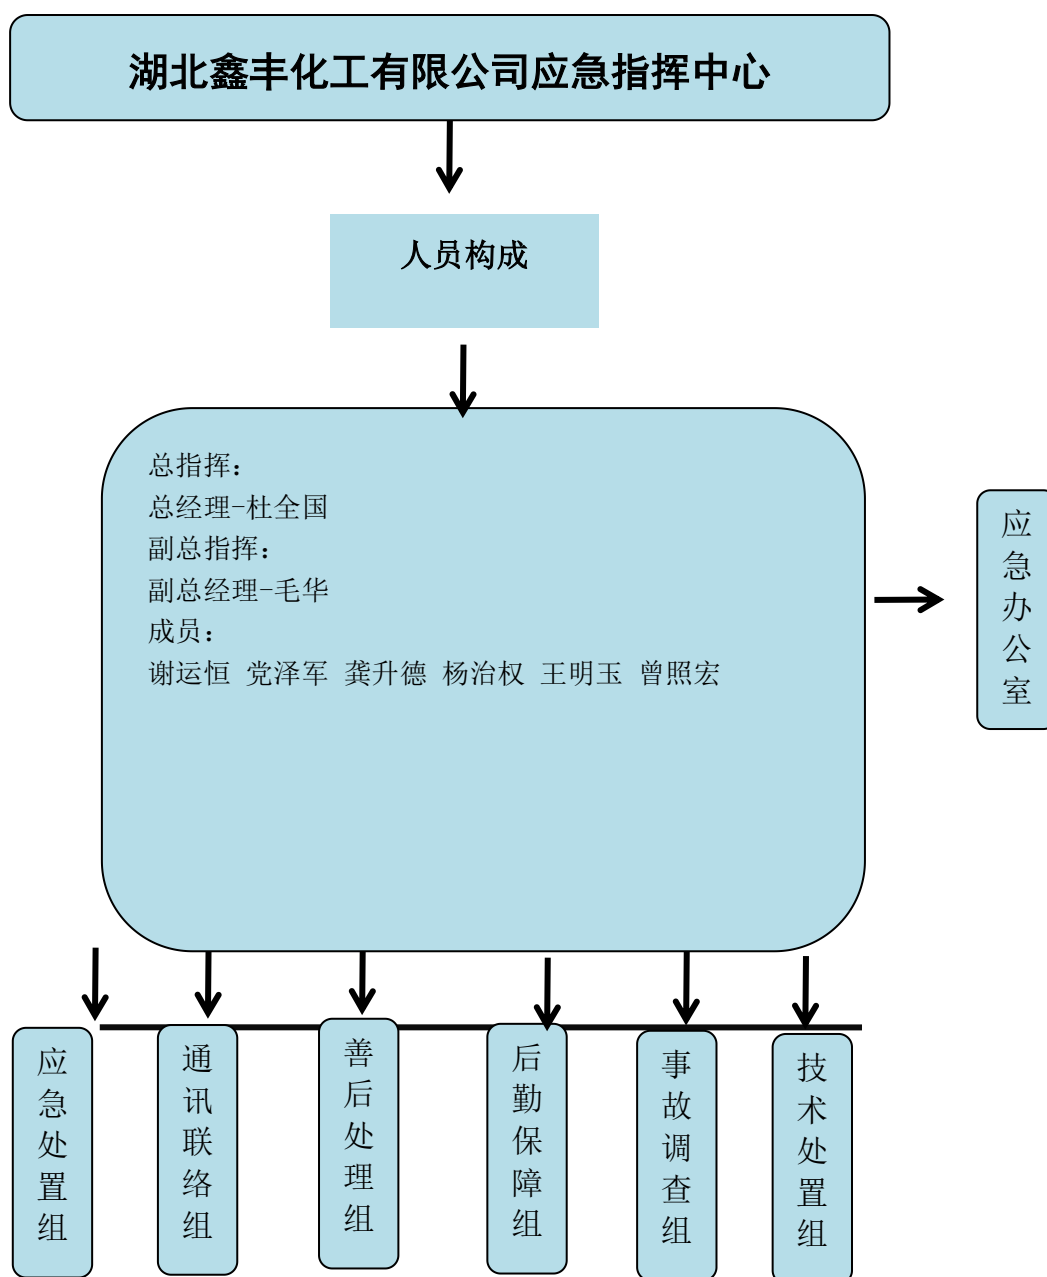 湖北鑫丰化工有限公司应急指挥中心
人员构成
总指挥：
总经理-杜全国
副总指挥：
副总经理-毛华
成员：
谢运恒 党泽军 龚升德 杨治权 王明玉 曾照宏
应急办公室
应急处置组
通讯联络组
善后处理组
后勤保障组
事故调查组
技术处置组